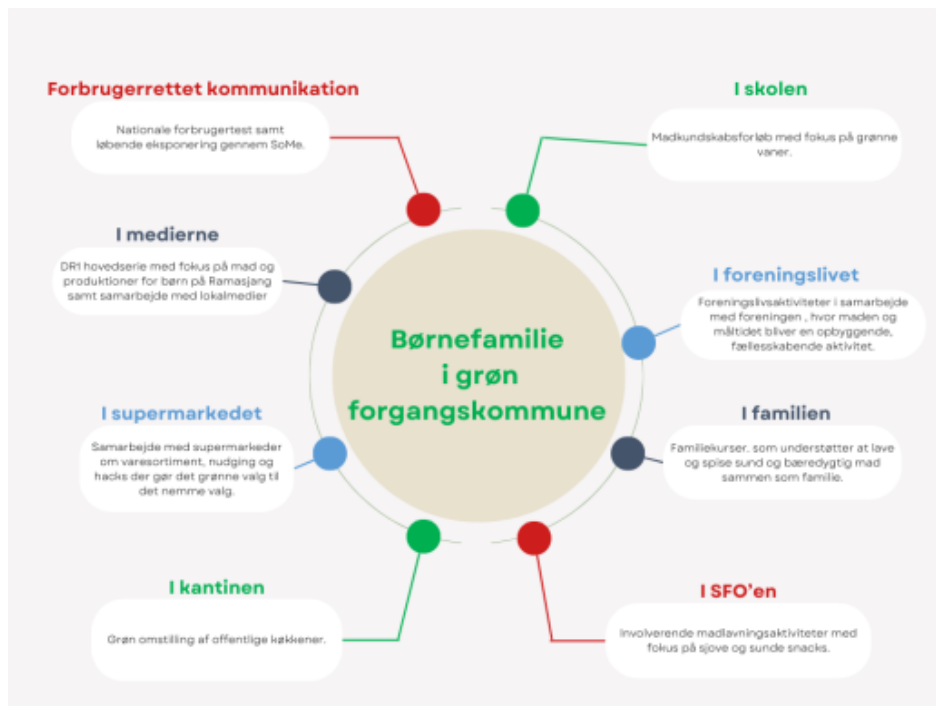 Forbrugerrettet kommunikation
Nationale forbrugertest samt
løbende eksponering gennem SoMe.
I medierne
DR1 hovedserie med fokus på mad og
produktioner for børn på Ramasjang
samt samarbejde med lokalmedier
I supermarkedet
Samarbejde med supermarkeder
om varesortiment, nudging og
hacks der gør det grønne valg til
det nemme valg.
I kantinen
Grøn omstilling af offentlige køkkener.
Børnefamilie
i grøn
forgangskommune
I skolen
Madkundskabsforløb med fokus på grønne
vaner.
I foreningslivet
Foreningslivsaktiviteter i samarbejde
med foreningen , hvor maden og
måltidet bliver en opbyggende,
fællesskabende aktivitet.
I familien
Familiekurser. som understøtter at lave
og spise sund og bæredygtig mad
sammen som familie.
I SFO'en
Involverende madlavningsaktiviteter med
fokus på sjove og sunde snacks.